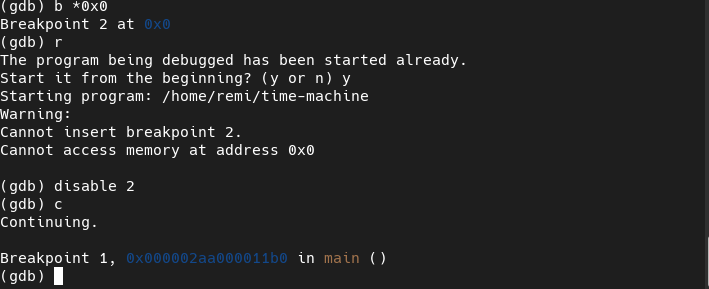 (gdb) b *0x0
Breakpoint 2 at 0x0
(gdb) r
The program being debugged has been started already.
Start it from the beginning? (y or n) y
Starting program: /home/remi/time-machine
Warning:
Cannot insert breakpoint 2.
Cannot access memory at address 0x0
(gdb) disable 2
(gdb) c
Continuing.
Breakpoint 1, 0x000002aa000011b0 in main ()
(gdb)